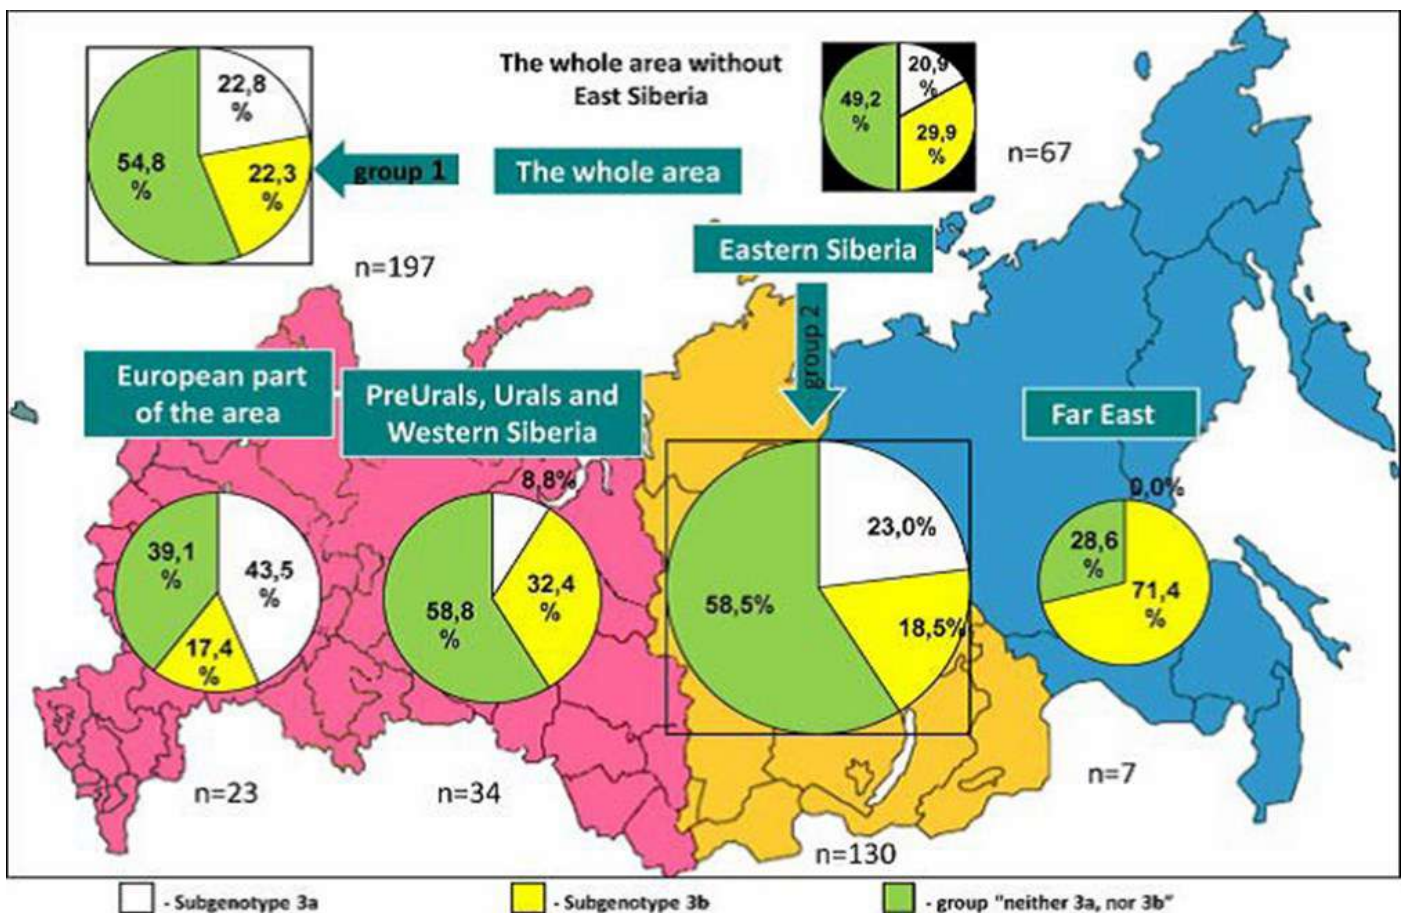 The whole area without
East Siberia
22,8
%
54,8
%
22,3
%
group 1
The whole area
20,9
%
49,2
%
29,9
%
n=67
n=197
Eastern Siberia
group 2
European part
of the area
PreUrals, Urals and
Western Siberia
Far East
39,1
%
43,5
%
17,4
%
8,8%
32,4
%
58,8
%
23,0%
58,5%
18,5%
0,0%
28,6
%
71,4
%
n=23
n=34
n=130
n=7
- Subgenotype 3a
- Subgenotype 3b
- group "neither 3a, nor 3b"